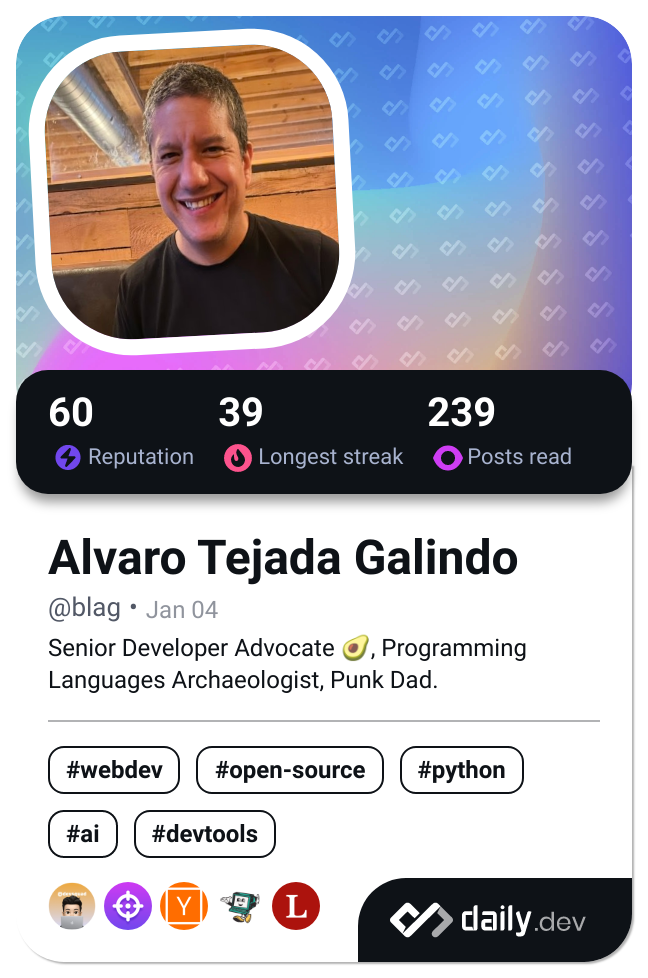 60 39 239
Reputation Longest streak Posts read
Alvaro Tejada Galindo
@blag • Jan 04
Senior Developer Advocate 🥑, Programming
Languages Archaeologist, Punk Dad.
#webdev #open-source #python
#ai #devtools
Y L
daily.dev